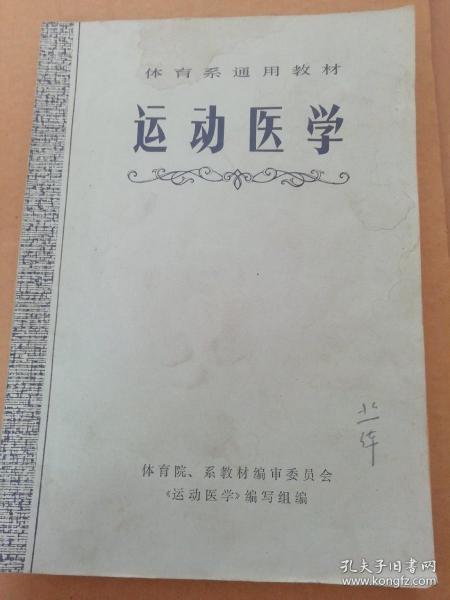 体育系通用教材
运动医学
体育院、系教材编审委员会
《运动医学》编写组编
孔夫子旧书网
www.kongfz.com